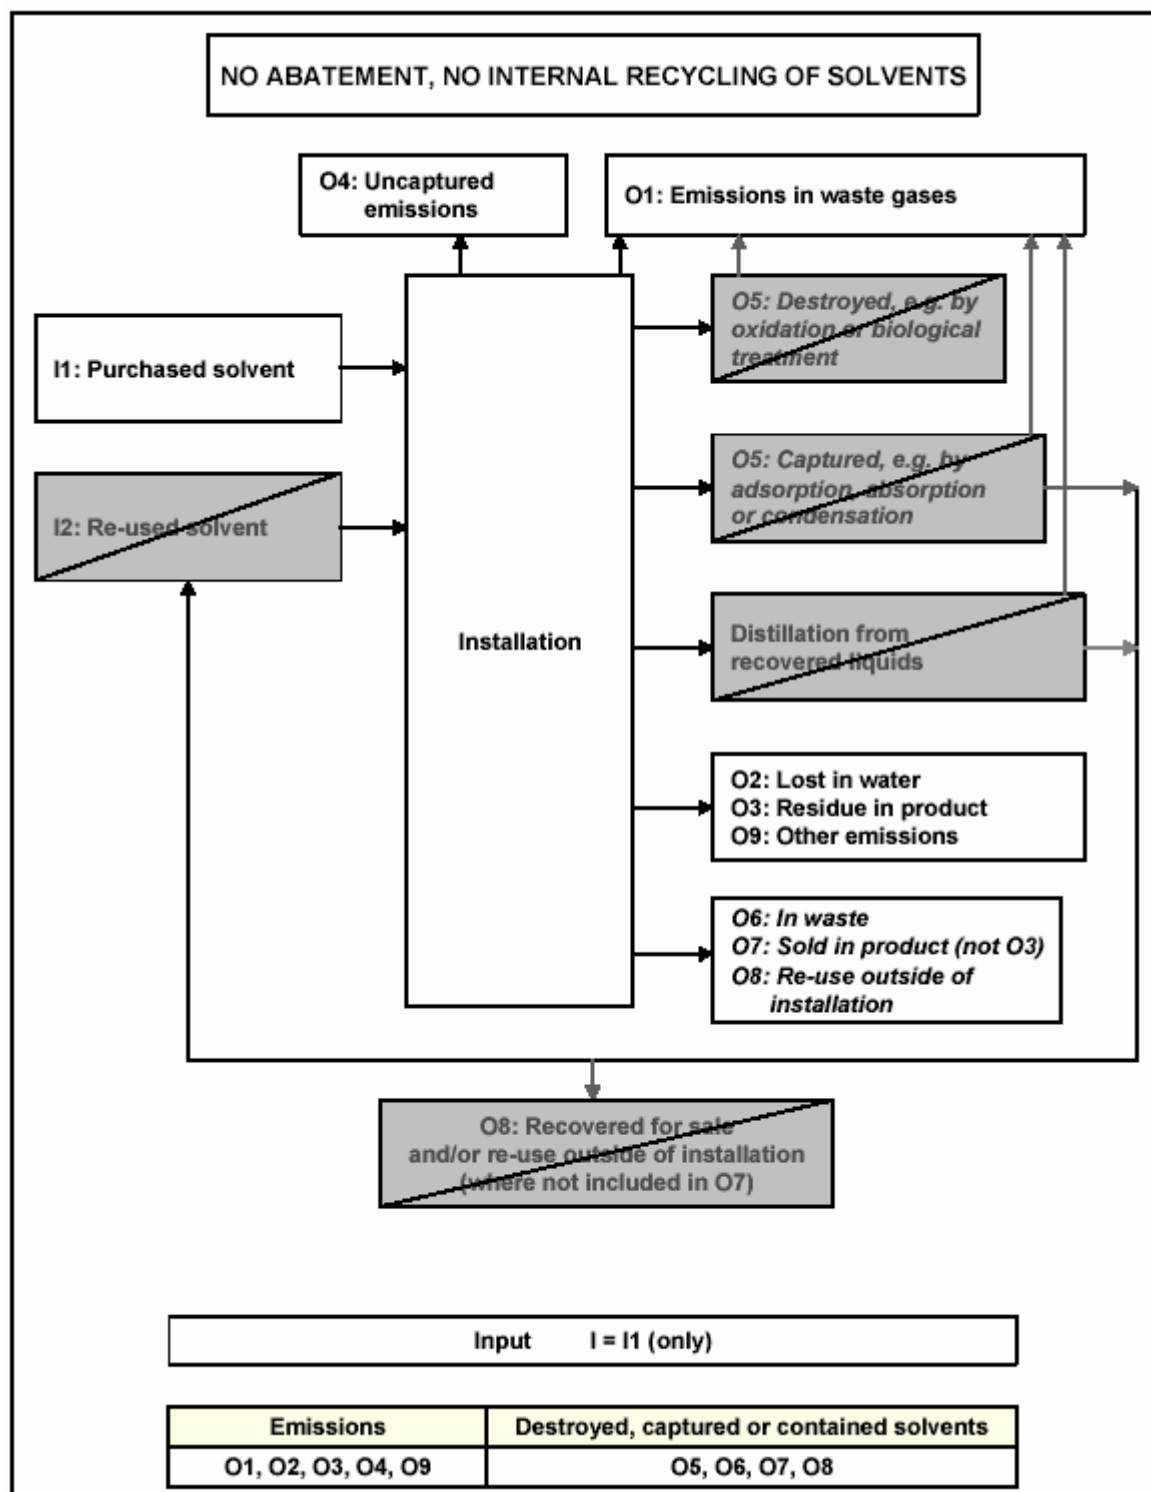 NO ABATEMENT, NO INTERNAL RECYCLING OF SOLVENTS
O4: Uncaptured
emissions
O1: Emissions in waste gases
I1: Purchased solvent
I2: Re-used solvent
Installation
O5: Destroyed, e.g. by
oxidation or biological
treatment
O5: Captured, e.g. by
adsorption, absorption
or condensation
Distillation from
recovered liquids
O2: Lost in water
O3: Residue in product
O9: Other emissions
O6: In waste
O7: Sold in product (not O3)
O8: Re-use outside of
installation
O8: Recovered for sale
and/or re-use outside of installation
(where not included in O7)
Input I = I1 (only)
Emissions Destroyed, captured or contained solvents
O1, O2, O3, O4, O9 O5, O6, O7, O8